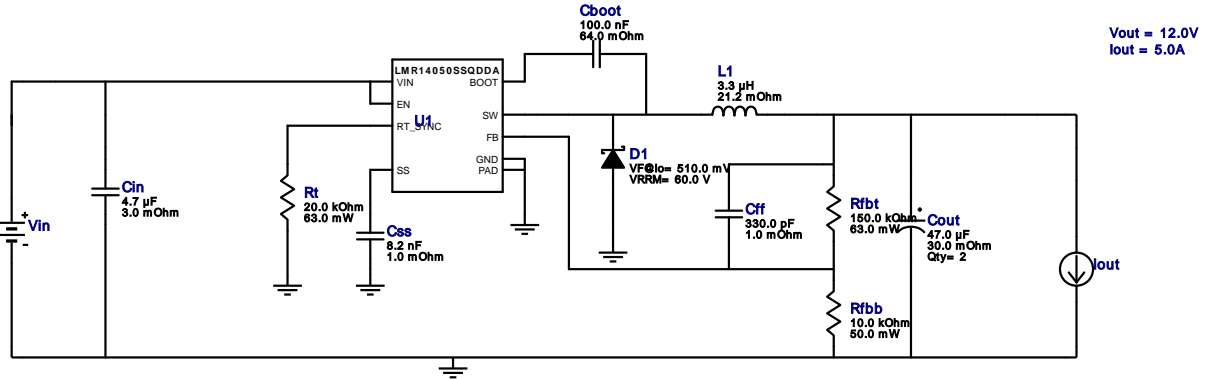 Cboot
100.0 nF
64.0 mOhm
Vout = 12.0V
Iout = 5.0A
LMR14050SSQDDA
VIN
BOOT
EN
SW
RT_SYNC
U1
FB
GND
SS
PAD
L1
3.3 µH
21.2 mOhm
D1
VF@Io= 510.0 mV
VRRM= 60.0 V
Cin
4.7 µF
3.0 mOhm
Rt
20.0 kOhm
63.0 mW
Css
8.2 nF
1.0 mOhm
Cff
330.0 pF
1.0 mOhm
Rfbt
150.0 kOhm
63.0 mW
Cout
47.0 µF
30.0 mOhm
Qty= 2
+
Vin
-
Iout
Rfbb
10.0 kOhm
50.0 mW